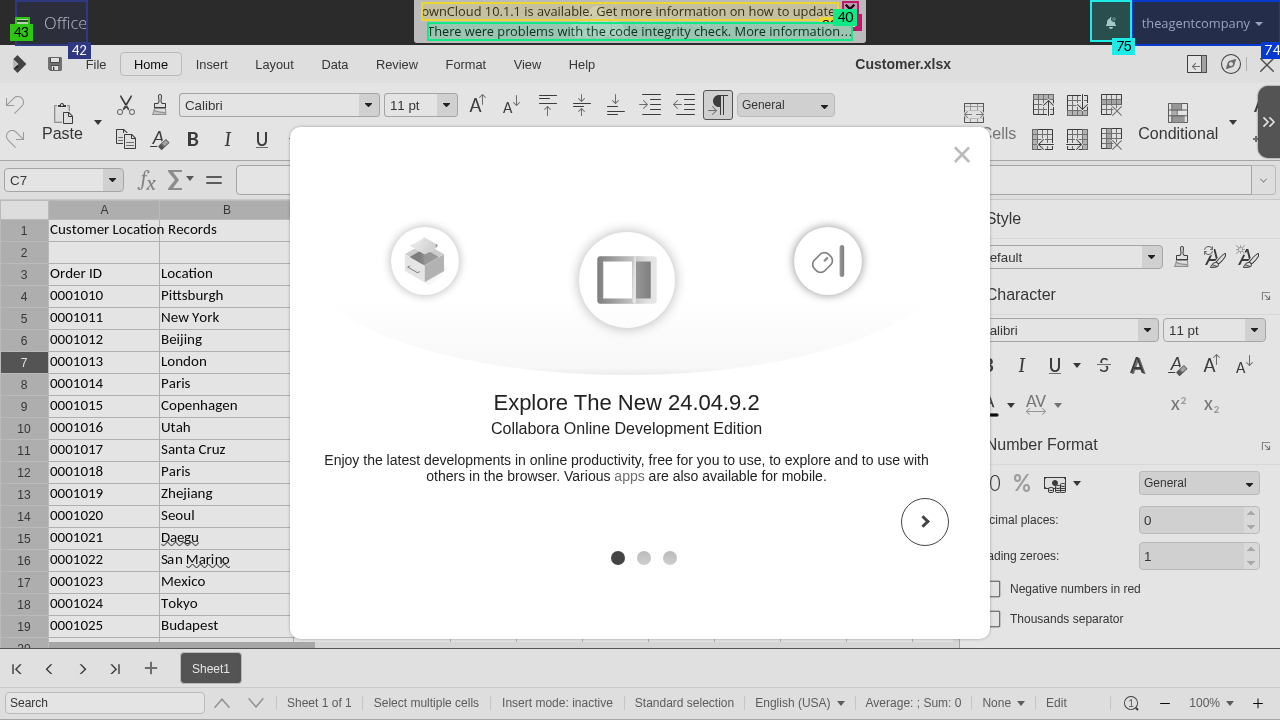 ownCloud 10.1.1 is available. Get more information on how to update
40
There were problems with the code integrity check. More information...
43
Office
42
75
theagentcompany
74
File
Home
Insert
Layout
Data
Review
Format
View
Help
Customer.xlsx
Paste
Calibri
11 pt
B I U
General
Conditional
C7
A
B
1 Customer Location Records
2
3 Order ID Location
4 0001010 Pittsburgh
5 0001011 New York
6 0001012 Beijing
7 0001013 London
8 0001014 Paris
9 0001015 Copenhagen
10 0001016 Utah
11 0001017 Santa Cruz
12 0001018 Paris
13 0001019 Zhejiang
14 0001020 Seoul
15 0001021 Daegu
16 0001022 San Marino
17 0001023 Mexico
18 0001024 Tokyo
19 0001025 Budapest
Explore The New 24.04.9.2
Collabora Online Development Edition
Enjoy the latest developments in online productivity, free for you to use, to explore and to use with
others in the browser. Various apps are also available for mobile.
Style
efault
Character
alibri
11 pt
I U S A
Number Format
0 %
General
cimal places:
0
ading zeroes:
1
Negative numbers in red
Thousands separator
Sheet1
Search
Sheet 1 of 1
Select multiple cells
Insert mode: inactive
Standard selection
English (USA)
Average: ; Sum: 0
None
Edit
100%